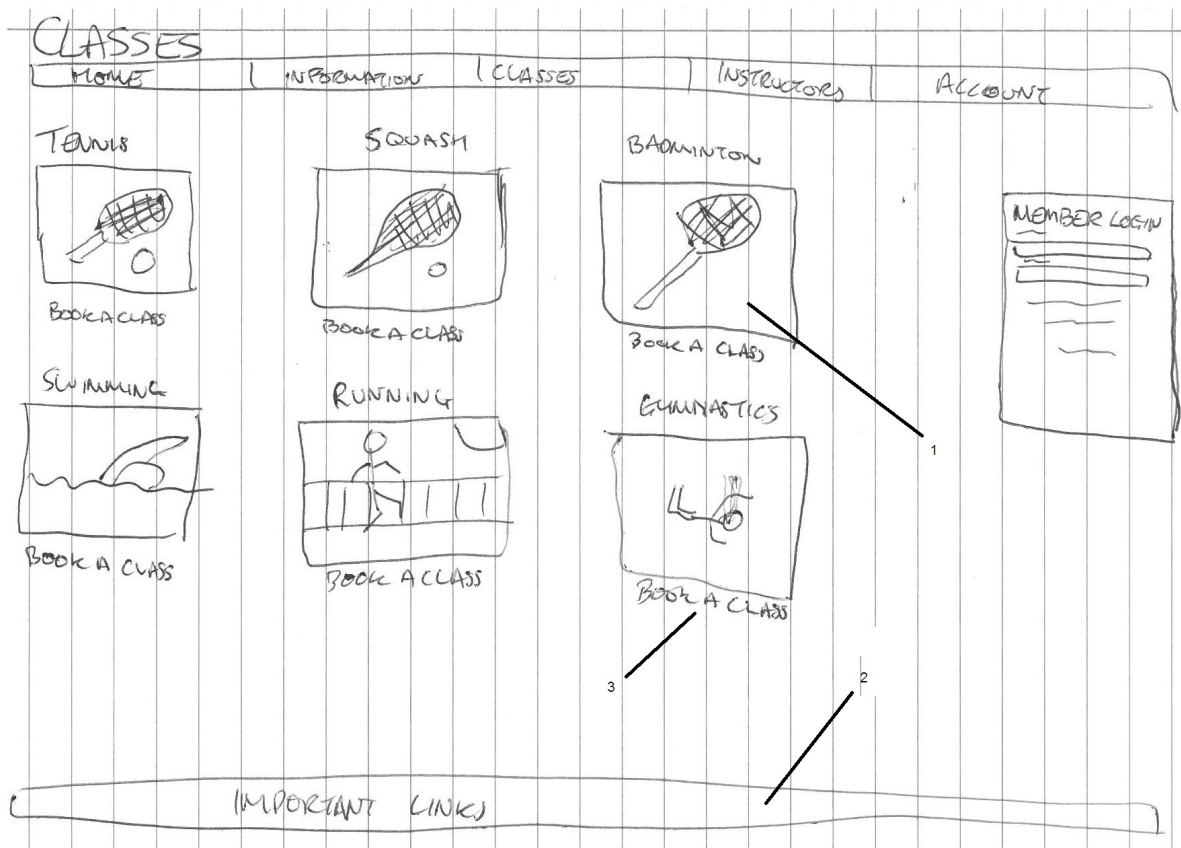 CLASSES
HOME INFORMATION CLASSES INSTRUCTORS ACCOUNT
TENNIS SQUASH BADMINTON
MEMBER LOGIN
BOOK A CLASS BOOK A CLASS BOOK A CLASS
SWIMMING RUNNING GYMNASTICS
1
BOOK A CLASS BOOK A CLASS BOOK A CLASS
3 2
IMPORTANT LINKS